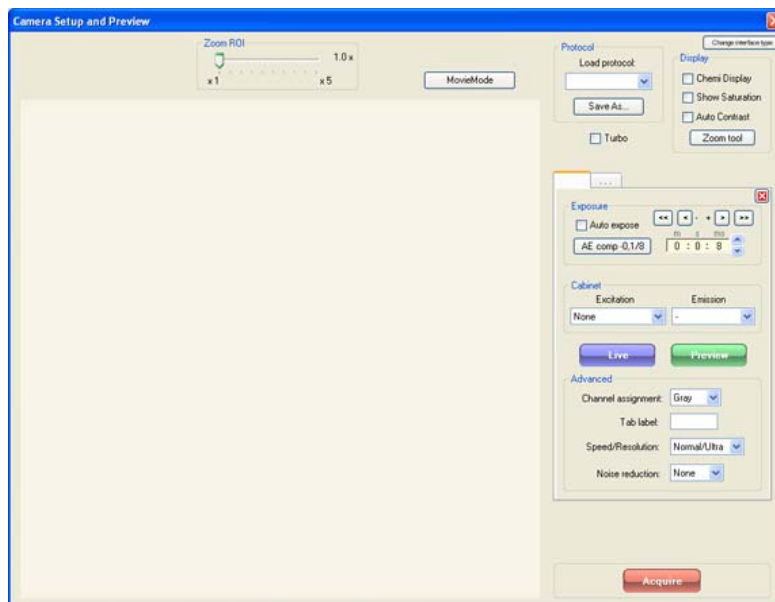 Camera Setup and Preview
Zoom ROI
1.0 x
x 1
x 5
MovieMode
Change interface type
Protocol
Load protocol:
Save As...
Turbo
Display
Chemi Display
Show Saturation
Auto Contrast
Zoom tool
...
Exposure
Auto expose
<< < - + > >>
m s ms
AE comp -0,1/8
0 : 0 : 8
Cabinet
Excitation Emission
None -
Live Preview
Advanced
Channel assignment: Gray
Tab label:
Speed/Resolution: Normal/Ultra
Noise reduction: None
Acquire